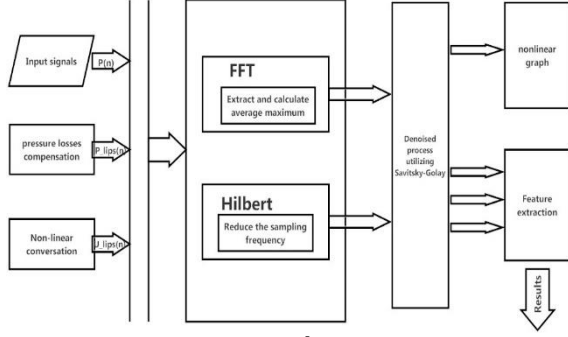 Input signals
P(n)
pressure losses
compensation
P_lips(n)
Non-linear
conversation
U_lips(n)
FFT
Extract and calculate
average maximum
Hilbert
Reduce the sampling
frequency
Denoised
process
utilizing
Savitsky-Golay
nonlinear
graph
Feature
extraction
Results